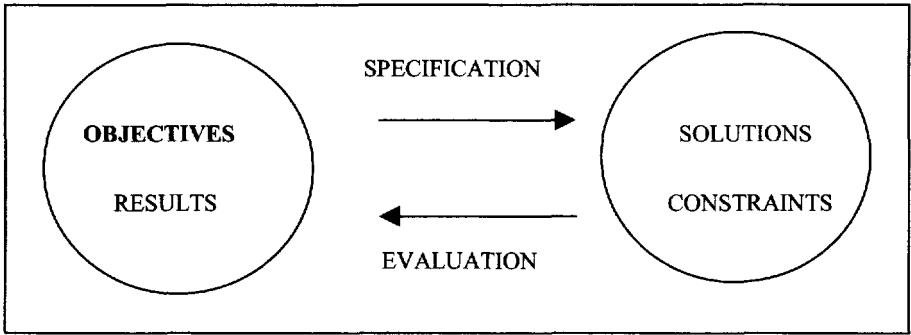 SPECIFICATION
OBJECTIVES
RESULTS
SOLUTIONS
CONSTRAINTS
EVALUATION